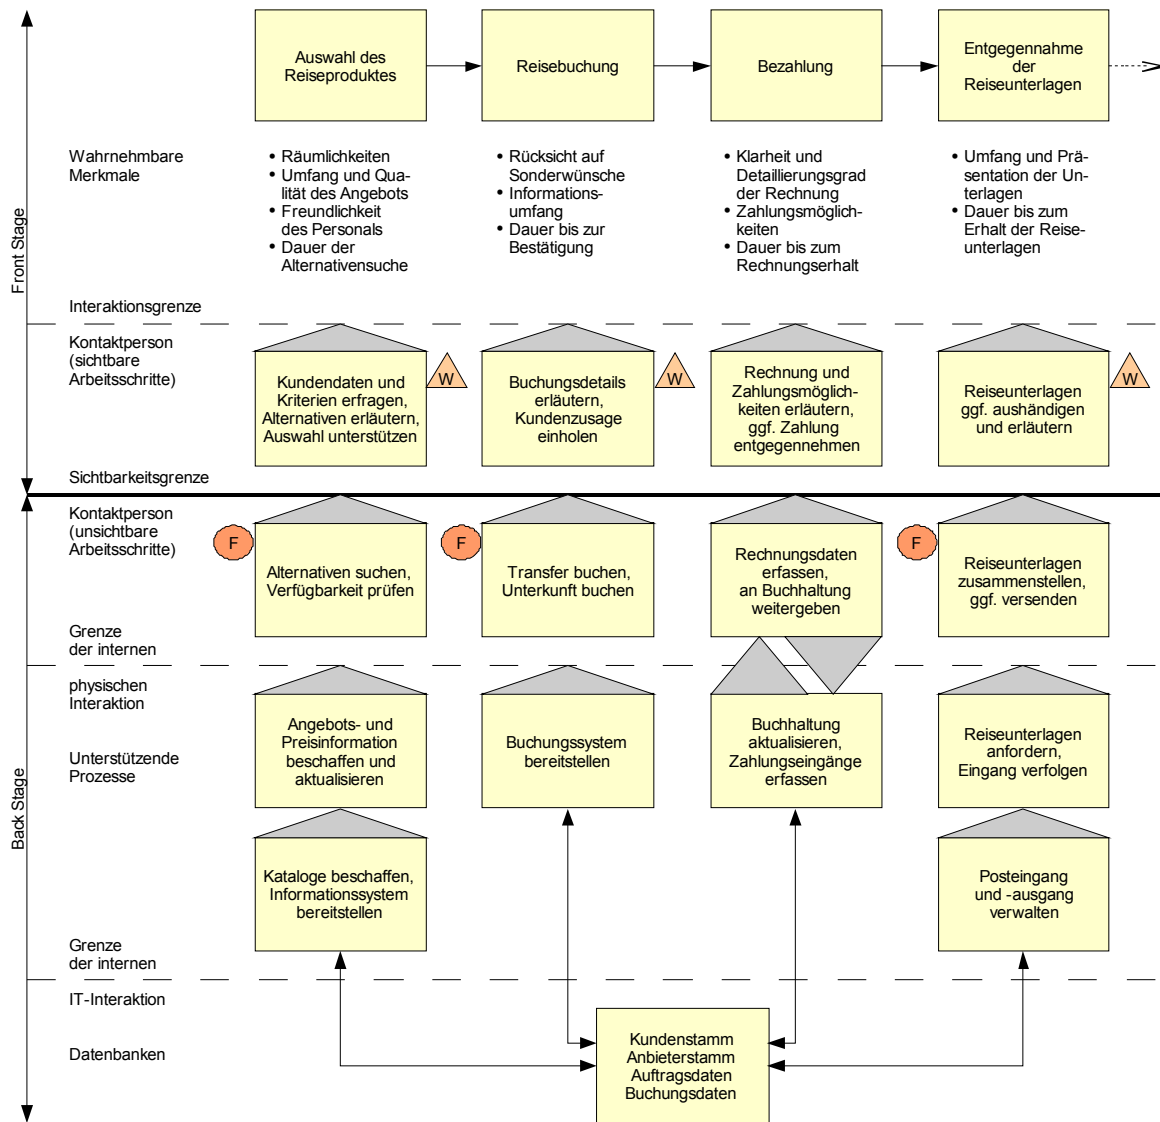 Front Stage
Auswahl des
Reiseproduktes
Reisebuchung
Bezahlung
Entgegennahme
der
Reiseunterlagen
Wahrnehmbare
Merkmale
• Räumlichkeiten
• Umfang und Qua-
lität des Angebots
• Freundlichkeit
des Personals
• Dauer der
Alternativensuche
• Rücksicht auf
Sonderwünsche
• Informations-
umfang
• Dauer bis zur
Bestätigung
• Klarheit und
Detaillierungsgrad
der Rechnung
• Zahlungsmöglich-
keiten
• Dauer bis zum
Rechnungserhalt
• Umfang und Prä-
sentation der Un-
terlagen
• Dauer bis zum
Erhalt der Reise-
unterlagen
Interaktionsgrenze
Kontaktperson
(sichtbare
Arbeitsschritte)
Kundendaten und
Kriterien erfragen,
Alternativen erläutern,
Auswahl unterstützen
W
Buchungsdetails
erläutern,
Kundenzusage
einholen
W
Rechnung und
Zahlungsmöglich-
keiten erläutern,
ggf. Zahlung
entgegennehmen
Reiseunterlagen
ggf. aushändigen
und erläutern
W
Sichtbarkeitsgrenze
Back Stage
Kontaktperson
(unsichtbare
Arbeitsschritte)
F
Alternativen suchen,
Verfügbarkeit prüfen
F
Transfer buchen,
Unterkunft buchen
Rechnungsdaten
erfassen,
an Buchhaltung
weitergeben
F
Reiseunterlagen
zusammenstellen,
ggf. versenden
Grenze
der internen
physischen
Interaktion
Unterstützende
Prozesse
Angebots- und
Preisinformation
beschaffen und
aktualisieren
Buchungssystem
bereitstellen
Buchhaltung
aktualisieren,
Zahlungseingänge
erfassen
Reiseunterlagen
anfordern,
Eingang verfolgen
Kataloge beschaffen,
Informationssystem
bereitstellen
Posteingang
und -ausgang
verwalten
Grenze
der internen
IT-Interaktion
Datenbanken
Kundenstamm
Anbieterstamm
Auftragsdaten
Buchungsdaten